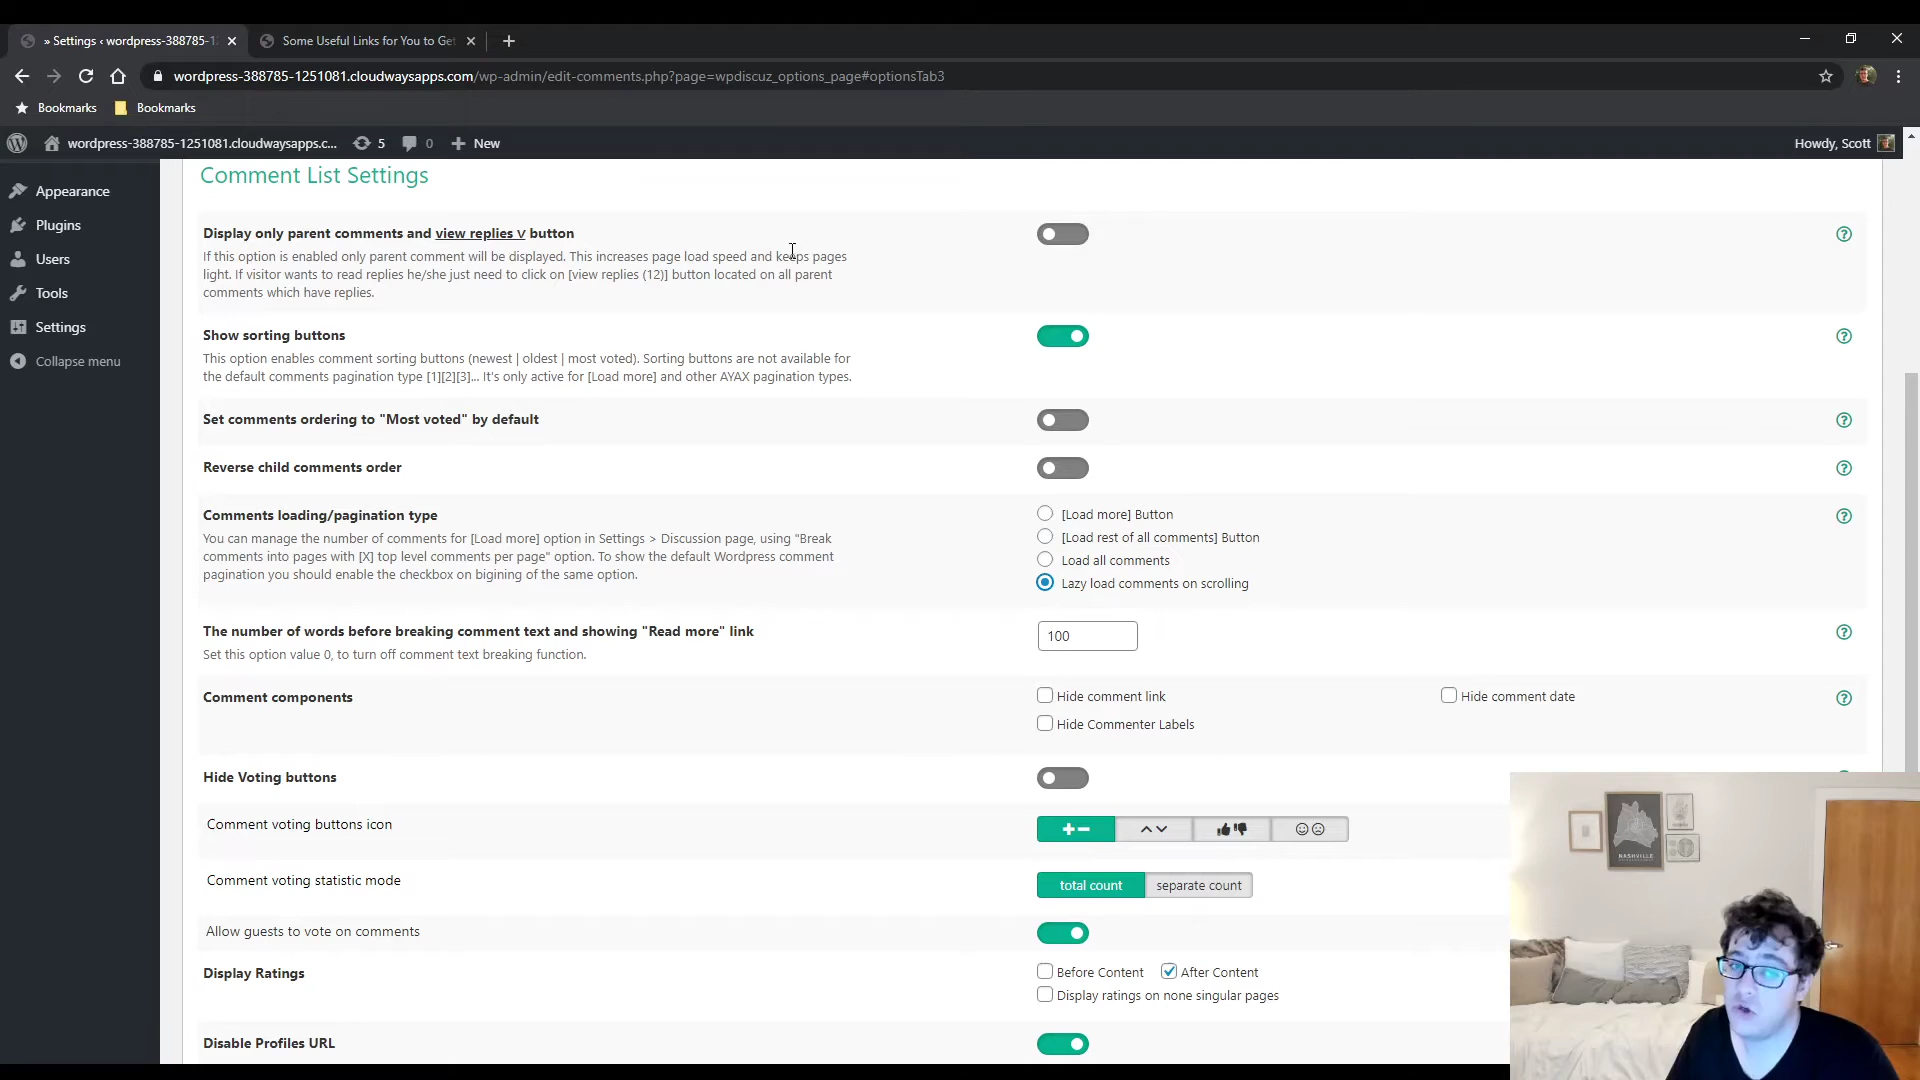 » Settings ‹ wordpress-388785-1
Some Useful Links for You to Get
wordpress-388785-1251081.cloudwaysapps.com/wp-admin/edit-comments.php?page=wpdiscuz_options_page#optionsTab3
Bookmarks
Bookmarks
wordpress-388785-1251081.cloudwaysapps.c...
5
0
New
Howdy, Scott
Appearance
Plugins
Users
Tools
Settings
Collapse menu
Comment List Settings
Display only parent comments and view replies ∨ button
If this option is enabled only parent comment will be displayed. This increases page load speed and keeps pages
light. If visitor wants to read replies he/she just need to click on [view replies (12)] button located on all parent
comments which have replies.
Show sorting buttons
This option enables comment sorting buttons (newest | oldest | most voted). Sorting buttons are not available for
the default comments pagination type [1][2][3]... It's only active for [Load more] and other AYAX pagination types.
Set comments ordering to "Most voted" by default
Reverse child comments order
Comments loading/pagination type
You can manage the number of comments for [Load more] option in Settings > Discussion page, using "Break
comments into pages with [X] top level comments per page" option. To show the default Wordpress comment
pagination you should enable the checkbox on bigining of the same option.
[Load more] Button
[Load rest of all comments] Button
Load all comments
Lazy load comments on scrolling
The number of words before breaking comment text and showing "Read more" link
Set this option value 0, to turn off comment text breaking function.
100
Comment components
Hide comment link
Hide comment date
Hide Commenter Labels
Hide Voting buttons
Comment voting buttons icon
Comment voting statistic mode
total count
separate count
Allow guests to vote on comments
Display Ratings
Before Content
After Content
Display ratings on none singular pages
Disable Profiles URL
NASHVILLE